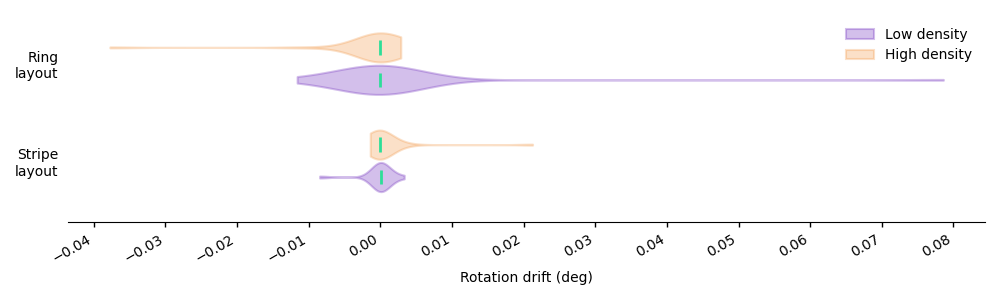 Low density
High density
Ring
layout
Stripe
layout
−0.04
−0.03
−0.02
−0.01
0.00
0.01
0.02
0.03
0.04
0.05
0.06
0.07
0.08
Rotation drift (deg)